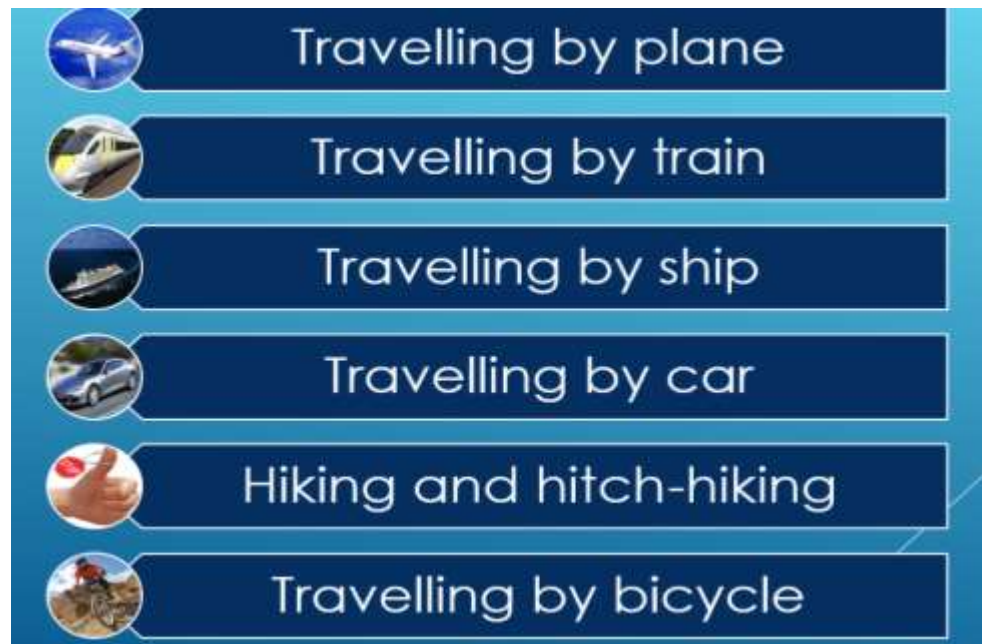 Travelling by plane
Travelling by train
Travelling by ship
Travelling by car
Hiking and hitch-hiking
Travelling by bicycle